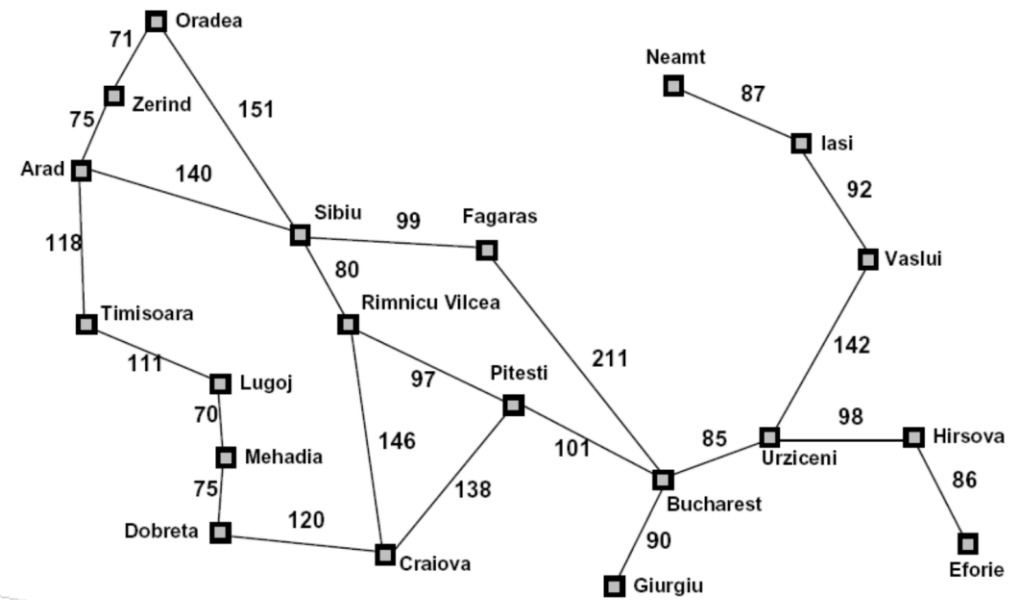 Oradea
71
Neamt
87
Zerind
151
75
Iasi
Arad
140
92
Sibiu
99
Fagaras
118
Vaslui
80
Rimnicu Vilcea
Timisoara
142
111
211
Lugoj
97
Pitesti
70
98
Hirsova
146
101
85
Urziceni
Mehadia
75
138
86
Bucharest
Dobreta
120
90
Craiova
Eforie
Giurgiu